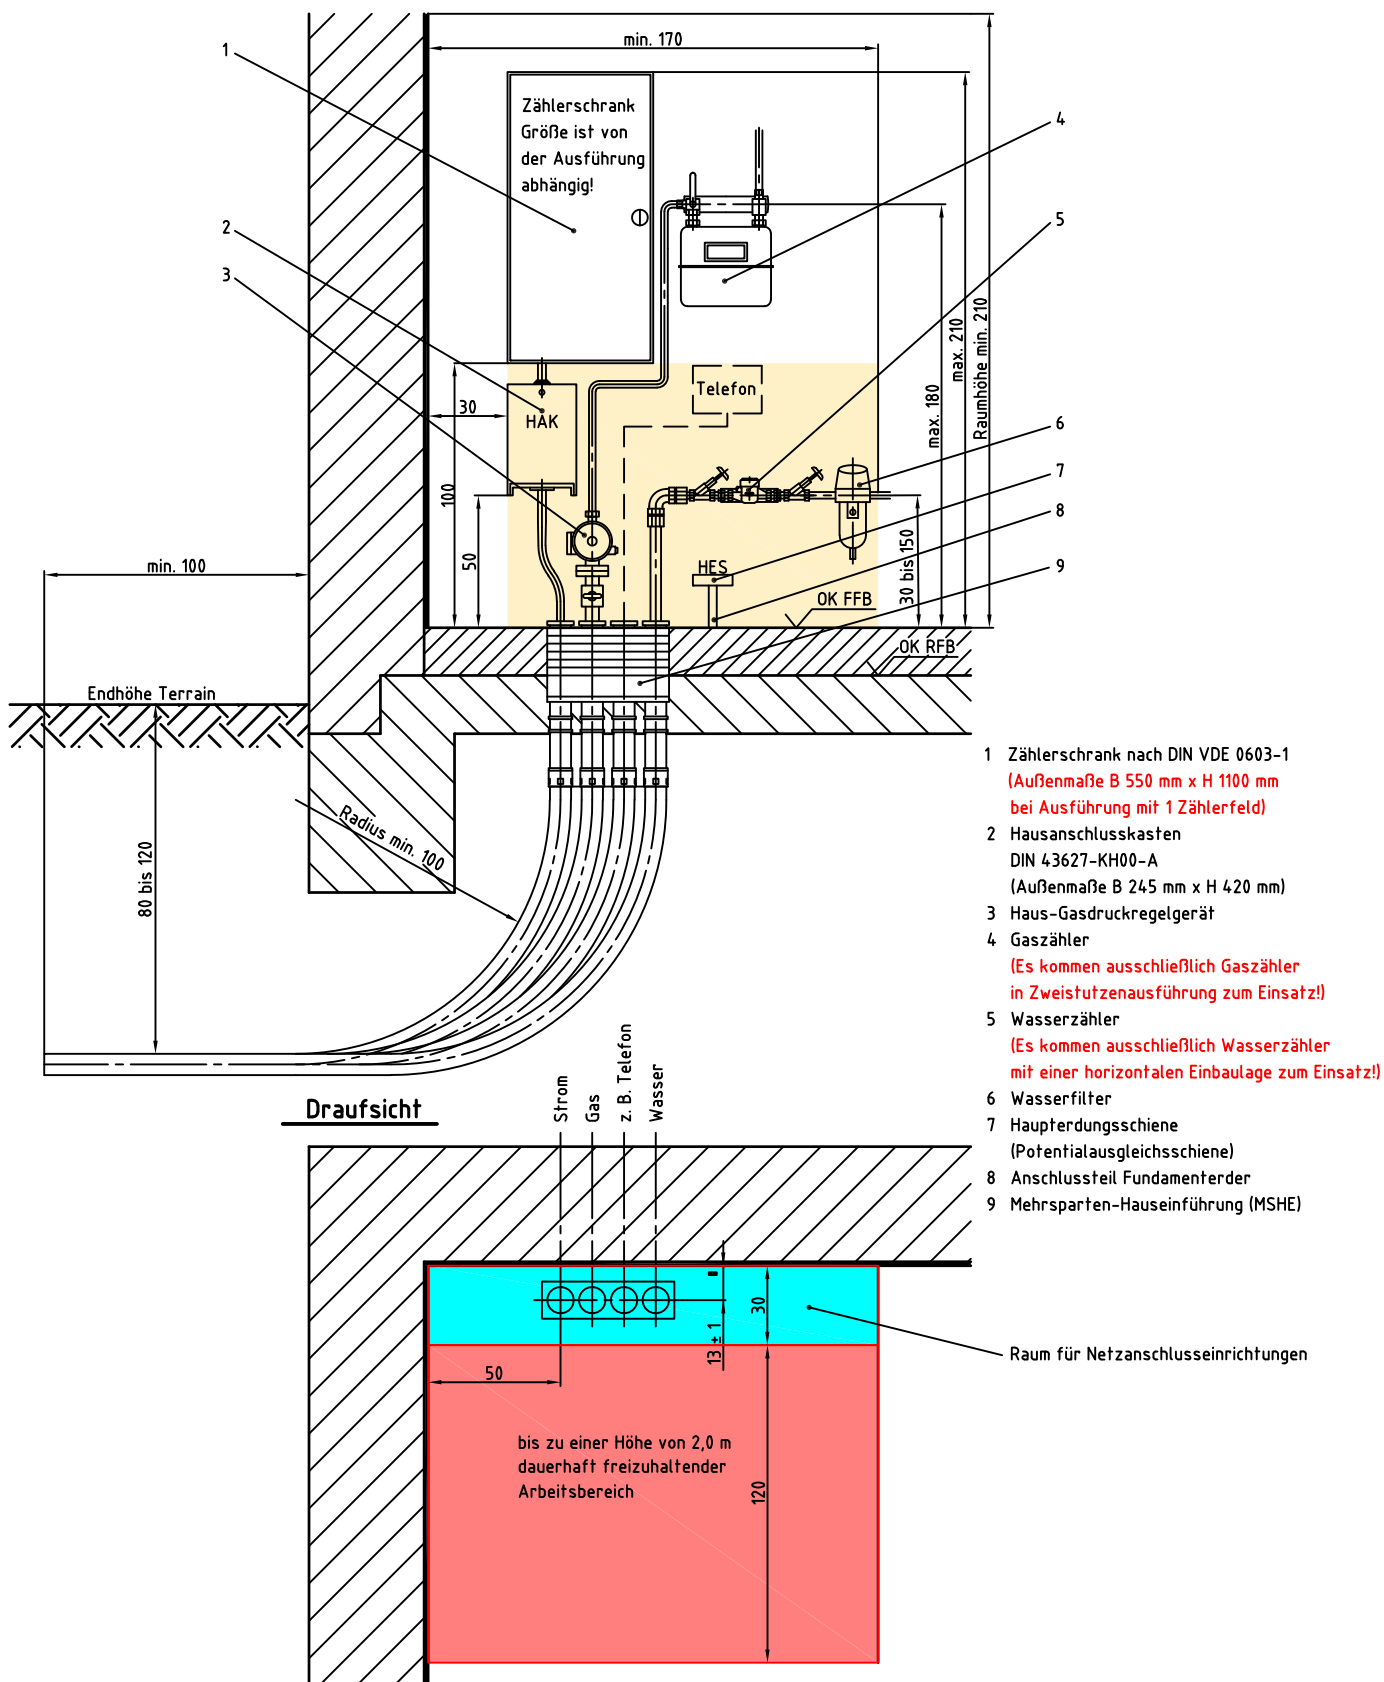 min. 170
1
Zählerschrank
Größe ist von
der Ausführung
abhängig!
4
5
2
3
max. 210
Raumhöhe min. 210
max. 180
Telefon
30
HAK
6
7
8
9
100
50
HES
30 bis 150
OK FFB
min. 100
OK RFB
Endhöhe Terrain
80 bis 120
Radius min. 100
1 Zählerschrank nach DIN VDE 0603-1
(Außenmaße B 550 mm x H 1100 mm
bei Ausführung mit 1 Zählerfeld)
2 Hausanschlusskasten
DIN 43627-KH00-A
(Außenmaße B 245 mm x H 420 mm)
3 Haus-Gasdruckregelgerät
4 Gaszähler
(Es kommen ausschließlich Gaszähler
in Zweistutzenausführung zum Einsatz!)
5 Wasserzähler
(Es kommen ausschließlich Wasserzähler
mit einer horizontalen Einbaulage zum Einsatz!)
6 Wasserfilter
7 Haupterdungsschiene
(Potentialausgleichsschiene)
8 Anschlussteil Fundamenterder
9 Mehrsparten-Hauseinführung (MSHE)
Draufsicht
Strom
Gas
z. B. Telefon
Wasser
30
13 ± 1
50
Raum für Netzanschlusseinrichtungen
bis zu einer Höhe von 2,0 m
dauerhaft freizuhaltender
Arbeitsbereich
120